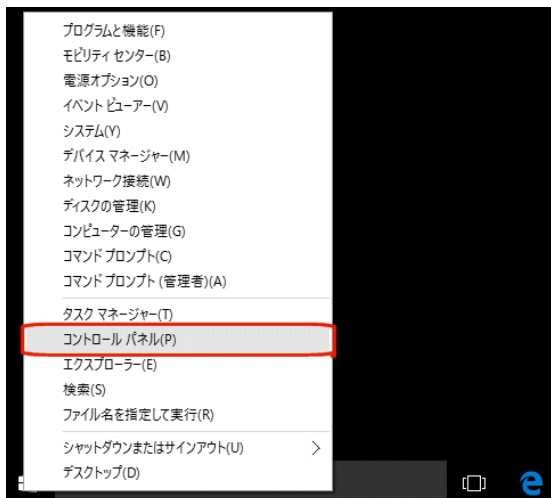 プログラムと機能(F)
モビリティ センター(B)
電源オプション(O)
イベント ビューアー(V)
システム(Y)
デバイス マネージャー(M)
ネットワーク接続(W)
ディスクの管理(K)
コンピューターの管理(G)
コマンド プロンプト(C)
コマンド プロンプト (管理者)(A)
タスク マネージャー(T)
コントロール パネル(P)
エクスプローラー(E)
検索(S)
ファイル名を指定して実行(R)
シャットダウンまたはサインアウト(U)
デスクトップ(D)